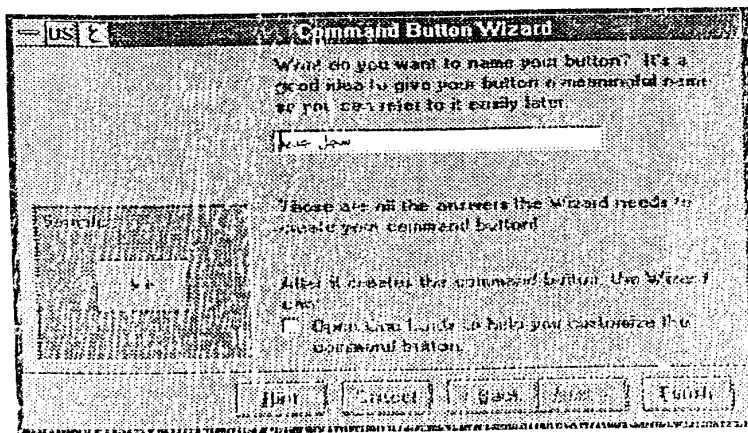 US ع Command Button Wizard
What do you want to name your button? It's a
good idea to give your button a meaningful name
so you can refer to it easily later.
سجل جديد
Those are all the answers the Wizard needs to
create your command button!
Sample:
After it creates the command button, the Wizard
can:
Open Cue Cards to help you customize the
command button.
Hint Cancel < Back Next > Finish